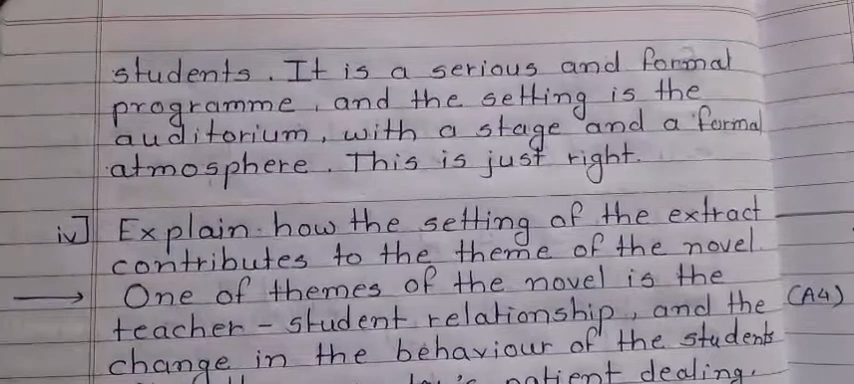 students. It is a serious and formal
programme, and the setting is the
auditorium, with a stage and a formal
atmosphere. This is just right.
iv] Explain how the setting of the extract
contributes to the theme of the novel.
→ One of themes of the novel is the
teacher - student relationship, and the (A4)
change in the behaviour of the students
patient dealing.